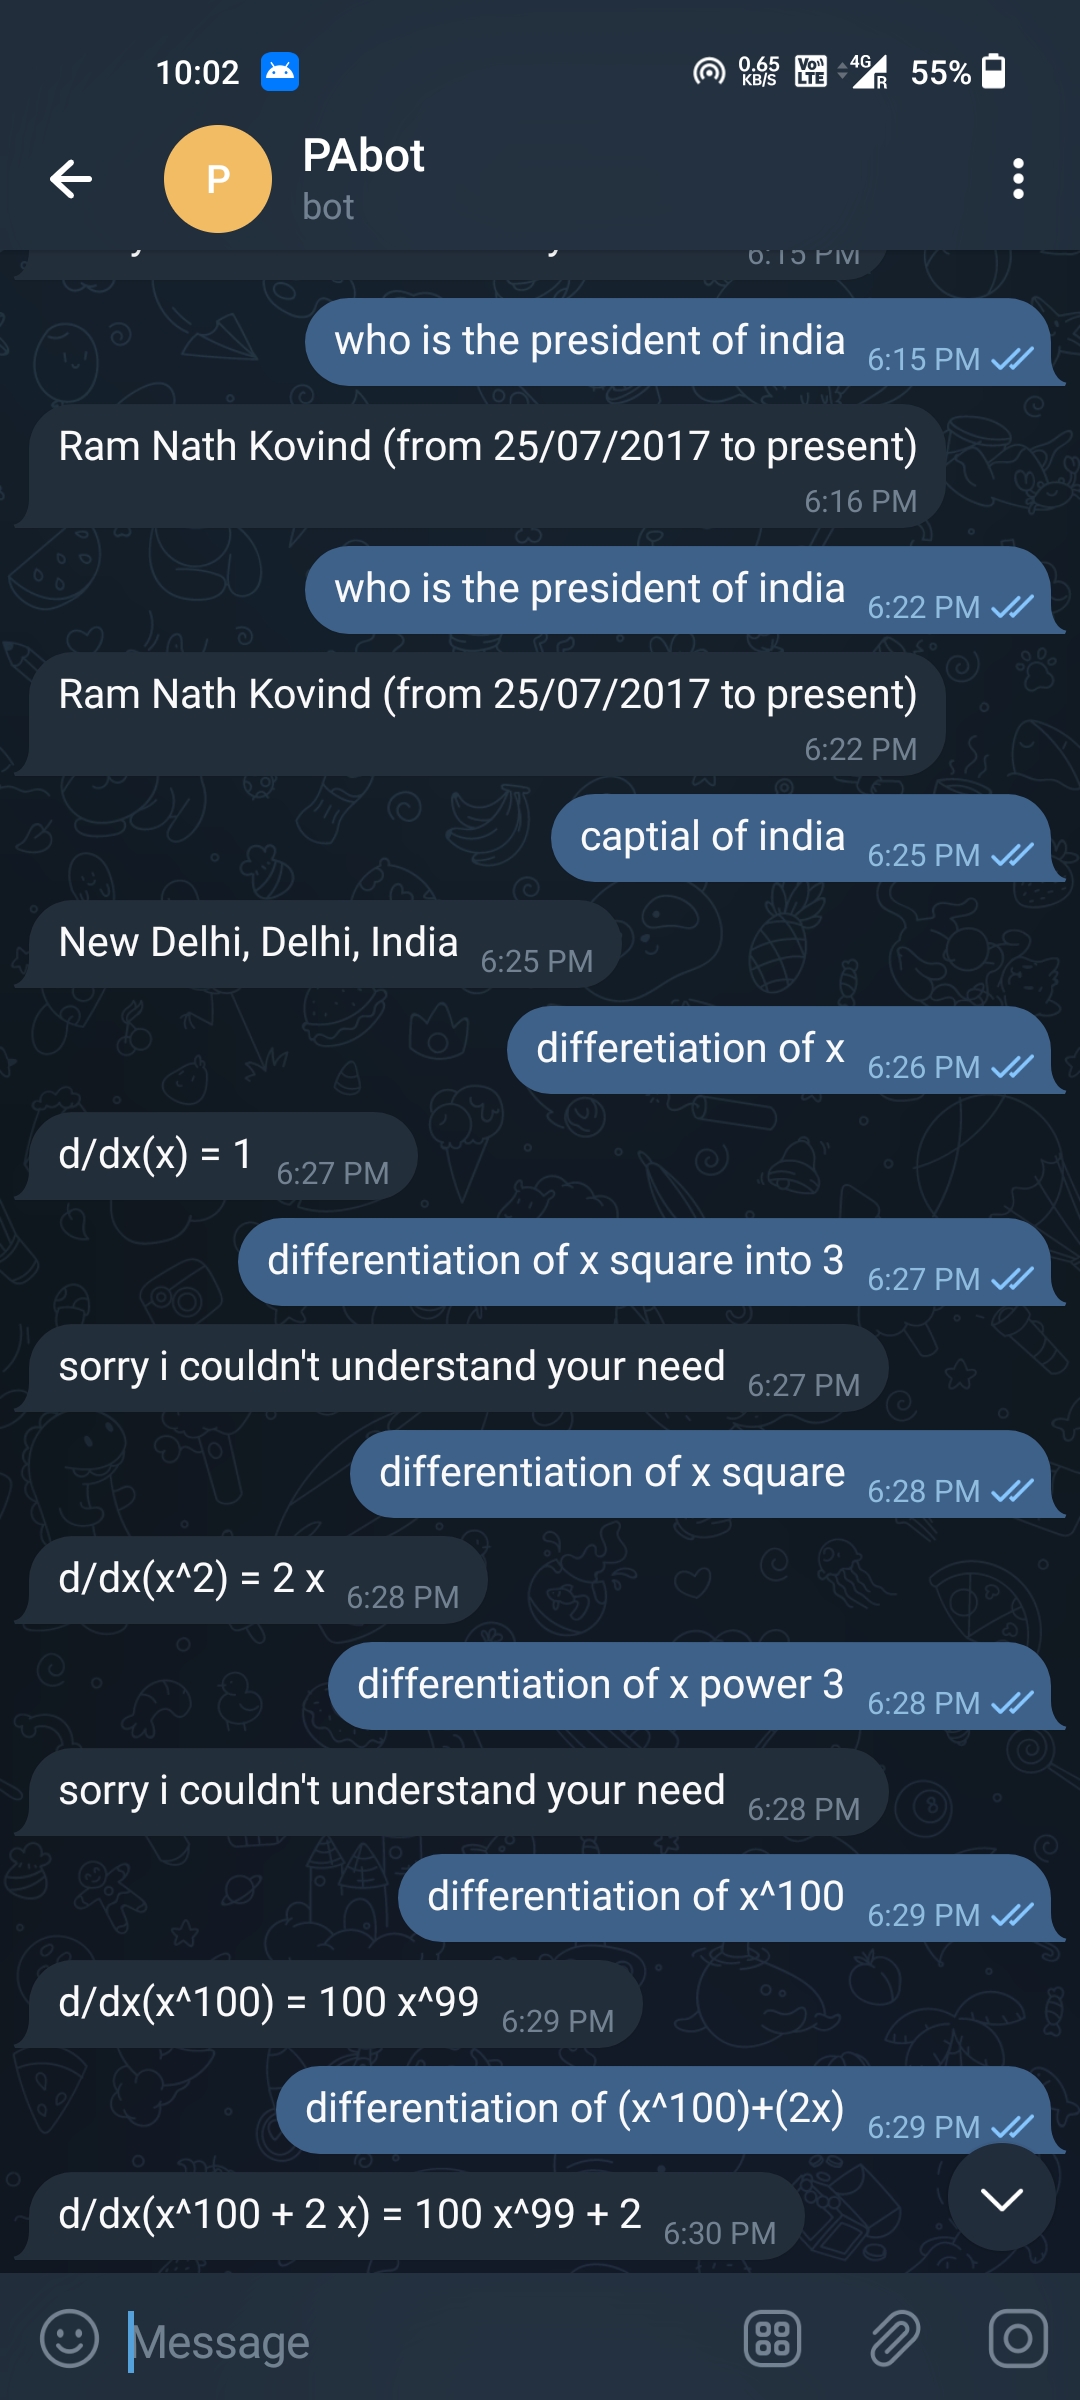 10:02
0.65 KB/S Vo)) LTE 4G R 55%
P
PAbot
bot
6:15 PM
who is the president of india 6:15 PM
Ram Nath Kovind (from 25/07/2017 to present)
6:16 PM
who is the president of india 6:22 PM
Ram Nath Kovind (from 25/07/2017 to present)
6:22 PM
captial of india 6:25 PM
New Delhi, Delhi, India 6:25 PM
differetiation of x 6:26 PM
d/dx(x) = 1 6:27 PM
differentiation of x square into 3 6:27 PM
sorry i couldn't understand your need 6:27 PM
differentiation of x square 6:28 PM
d/dx(x^2) = 2 x 6:28 PM
differentiation of x power 3 6:28 PM
sorry i couldn't understand your need 6:28 PM
differentiation of x^100 6:29 PM
d/dx(x^100) = 100 x^99 6:29 PM
differentiation of (x^100)+(2x) 6:29 PM
d/dx(x^100 + 2 x) = 100 x^99 + 2 6:30 PM
Message